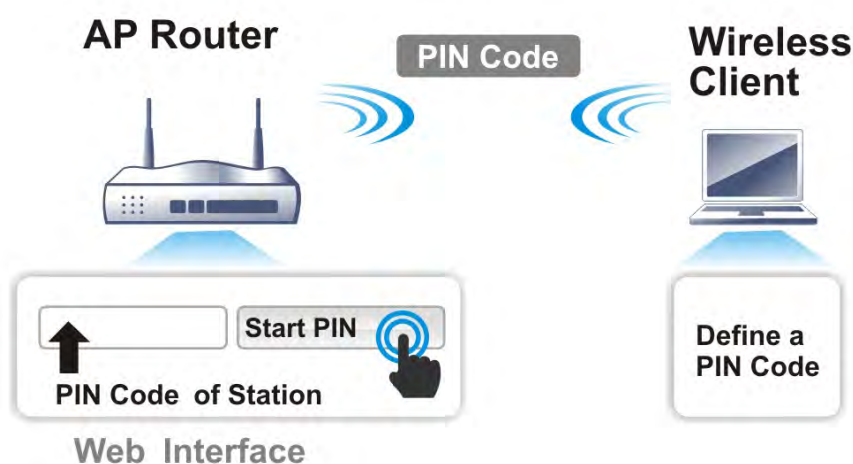 AP Router
PIN Code
Wireless
Client
Start PIN
PIN Code of Station
Web Interface
Define a
PIN Code